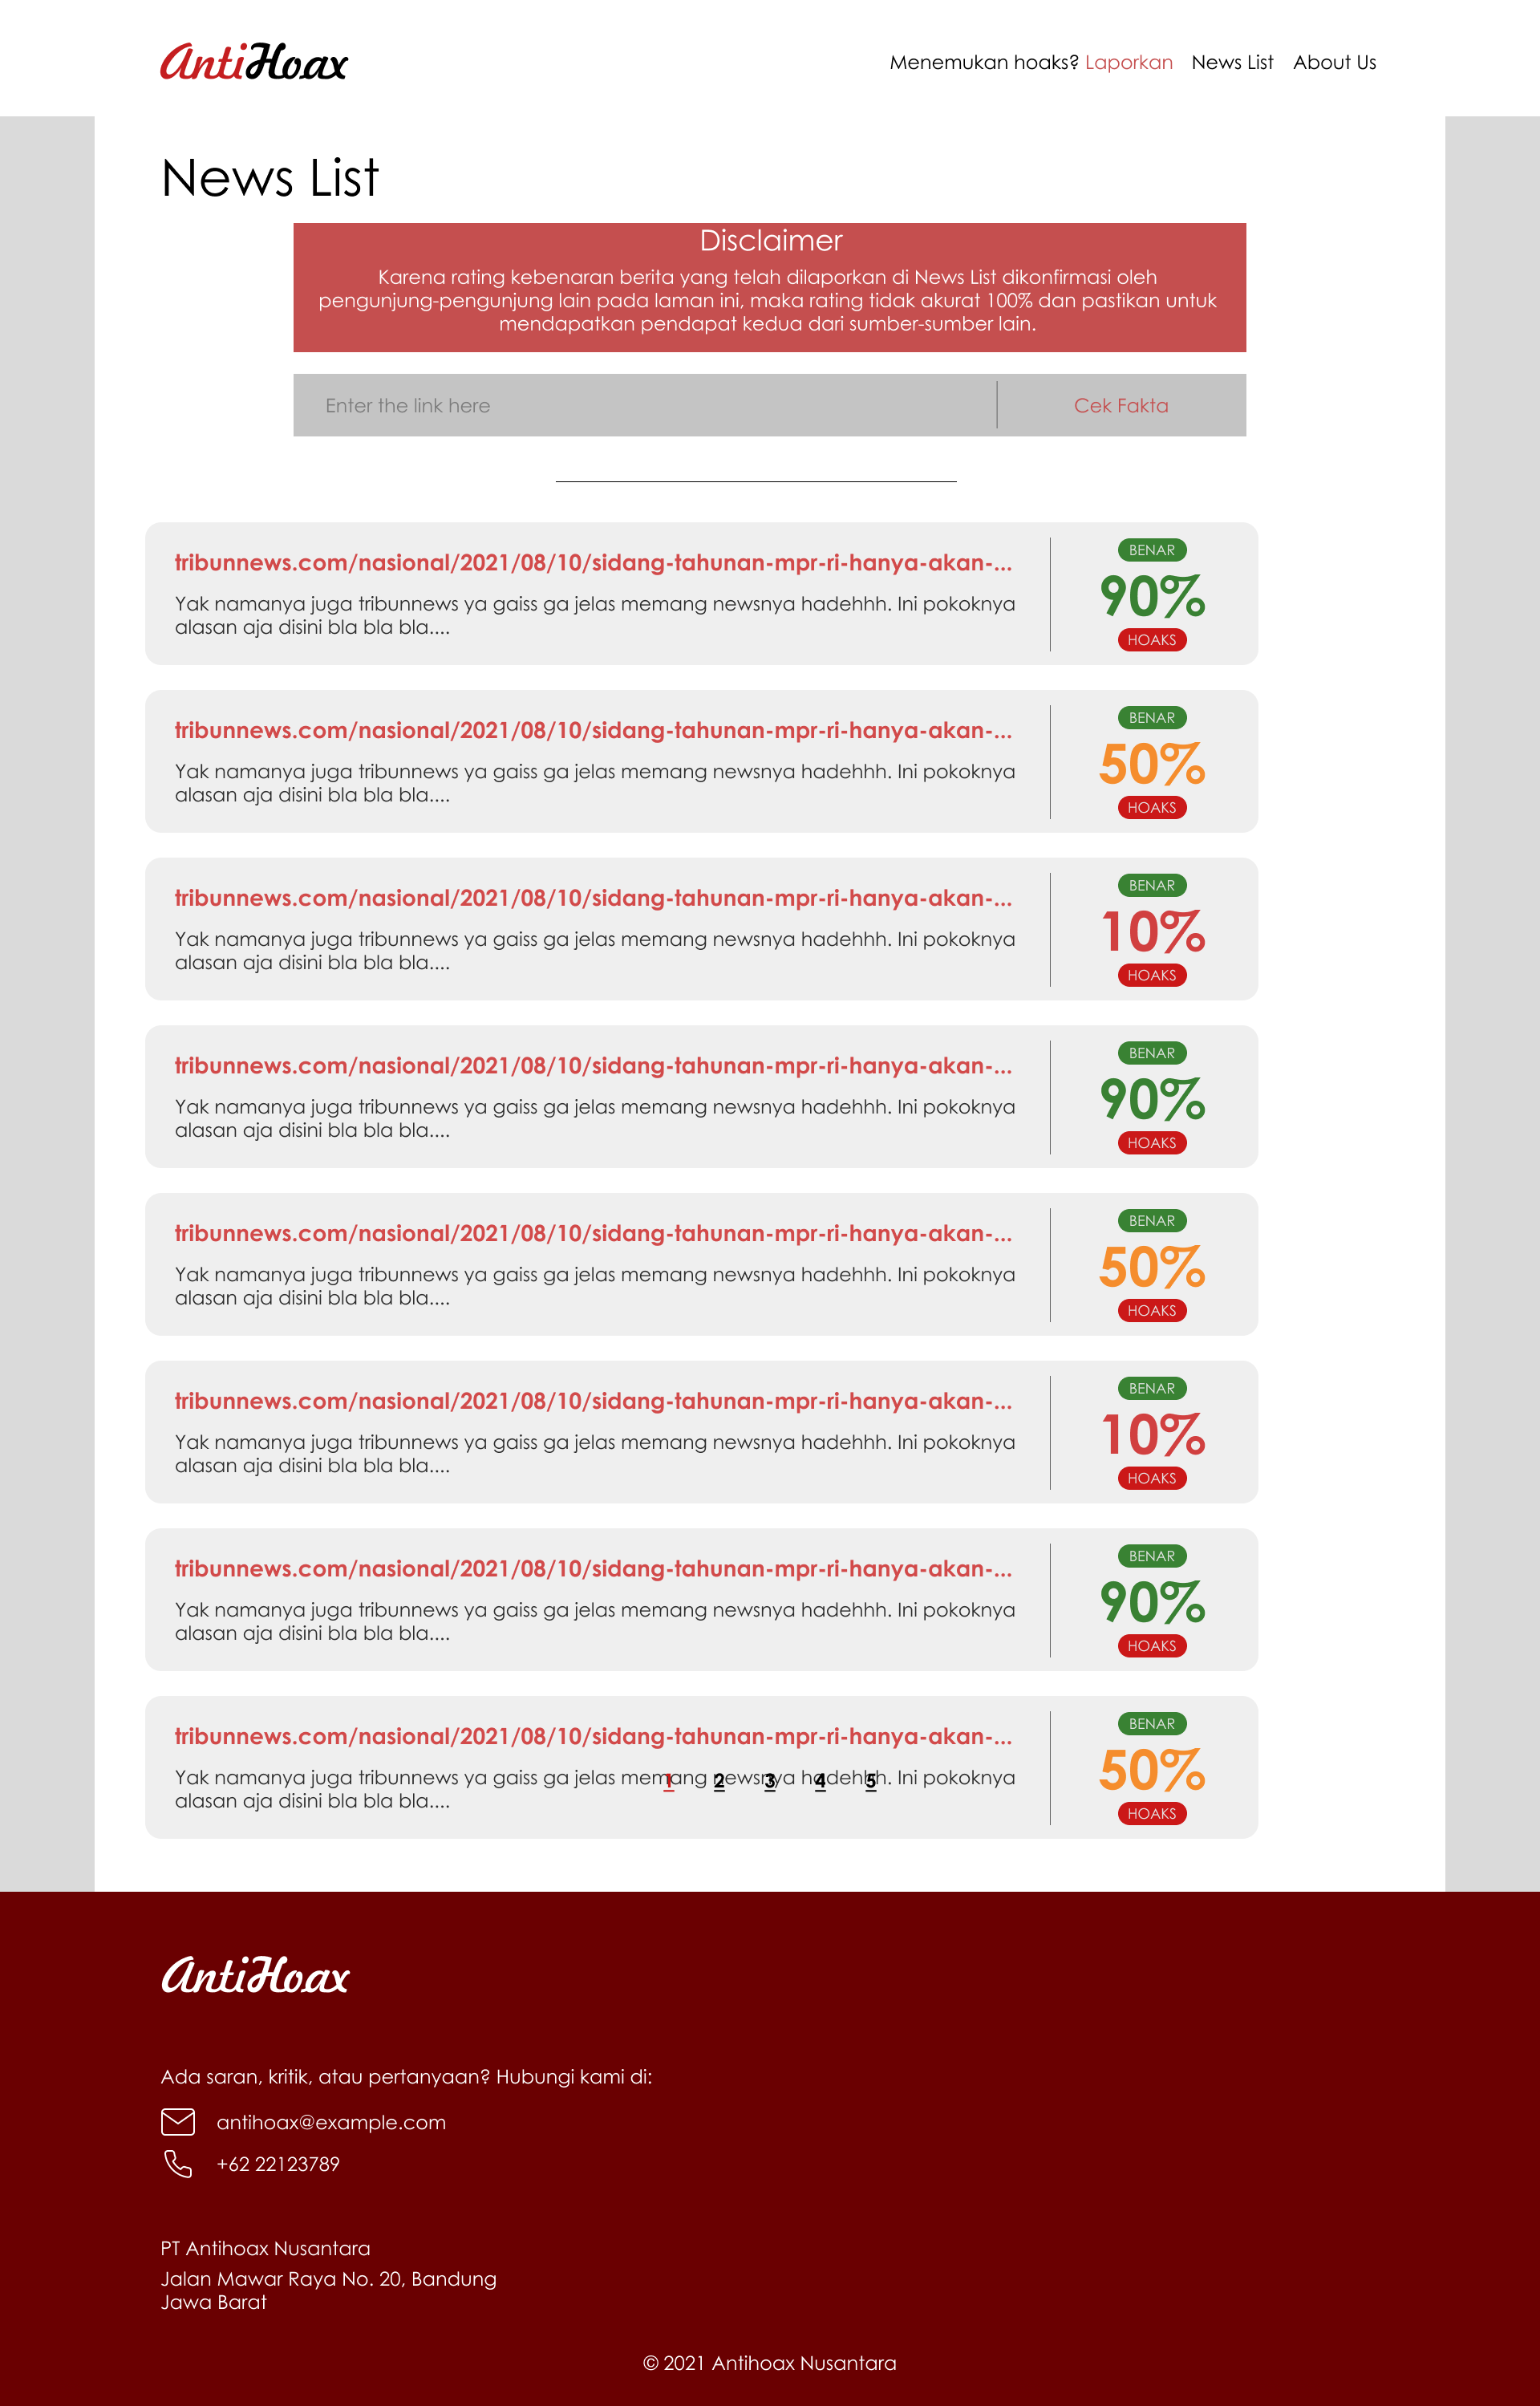 AntiHoax
Menemukan hoaks? Laporkan News List About Us
News List
Disclaimer
Karena rating kebenaran berita yang telah dilaporkan di News List dikonfirmasi oleh
pengunjung-pengunjung lain pada laman ini, maka rating tidak akurat 100% dan pastikan untuk
mendapatkan pendapat kedua dari sumber-sumber lain.
Enter the link here
Cek Fakta
tribunnews.com/nasional/2021/08/10/sidang-tahunan-mpr-ri-hanya-akan-...
Yak namanya juga tribunnews ya gaiss ga jelas memang newsnya hadehhh. Ini pokoknya
alasan aja disini bla bla bla....
BENAR
90%
HOAKS
tribunnews.com/nasional/2021/08/10/sidang-tahunan-mpr-ri-hanya-akan-...
Yak namanya juga tribunnews ya gaiss ga jelas memang newsnya hadehhh. Ini pokoknya
alasan aja disini bla bla bla....
BENAR
50%
HOAKS
tribunnews.com/nasional/2021/08/10/sidang-tahunan-mpr-ri-hanya-akan-...
Yak namanya juga tribunnews ya gaiss ga jelas memang newsnya hadehhh. Ini pokoknya
alasan aja disini bla bla bla....
BENAR
10%
HOAKS
tribunnews.com/nasional/2021/08/10/sidang-tahunan-mpr-ri-hanya-akan-...
Yak namanya juga tribunnews ya gaiss ga jelas memang newsnya hadehhh. Ini pokoknya
alasan aja disini bla bla bla....
BENAR
90%
HOAKS
tribunnews.com/nasional/2021/08/10/sidang-tahunan-mpr-ri-hanya-akan-...
Yak namanya juga tribunnews ya gaiss ga jelas memang newsnya hadehhh. Ini pokoknya
alasan aja disini bla bla bla....
BENAR
50%
HOAKS
tribunnews.com/nasional/2021/08/10/sidang-tahunan-mpr-ri-hanya-akan-...
Yak namanya juga tribunnews ya gaiss ga jelas memang newsnya hadehhh. Ini pokoknya
alasan aja disini bla bla bla....
BENAR
10%
HOAKS
tribunnews.com/nasional/2021/08/10/sidang-tahunan-mpr-ri-hanya-akan-...
Yak namanya juga tribunnews ya gaiss ga jelas memang newsnya hadehhh. Ini pokoknya
alasan aja disini bla bla bla....
BENAR
90%
HOAKS
tribunnews.com/nasional/2021/08/10/sidang-tahunan-mpr-ri-hanya-akan-...
Yak namanya juga tribunnews ya gaiss ga jelas memang newsnya hadehhh. Ini pokoknya
alasan aja disini bla bla bla....
1 2 3 4 5
BENAR
50%
HOAKS
AntiHoax
Ada saran, kritik, atau pertanyaan? Hubungi kami di:
antihoax@example.com
+62 22123789
PT Antihoax Nusantara
Jalan Mawar Raya No. 20, Bandung
Jawa Barat
© 2021 Antihoax Nusantara